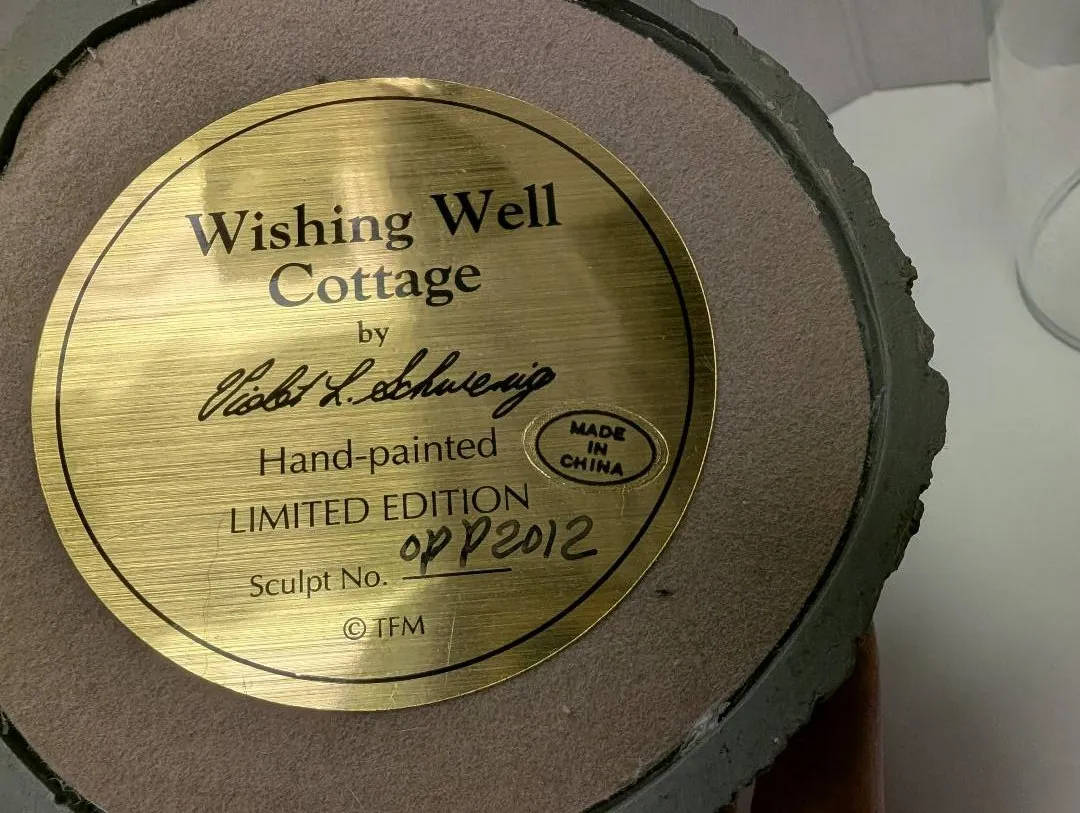 Wishing Well
Cottage
by
Violet L. Schwenig
Hand-painted
MADE
IN
CHINA
LIMITED EDITION
OPP2012
Sculpt No.
© TFM